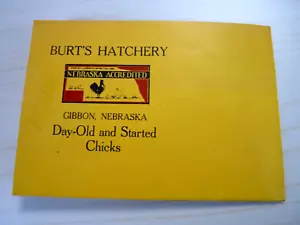 BURT'S HATCHERY
NEBRASKA ACCREDITED
GIBBON, NEBRASKA
Day-Old and Started
Chicks